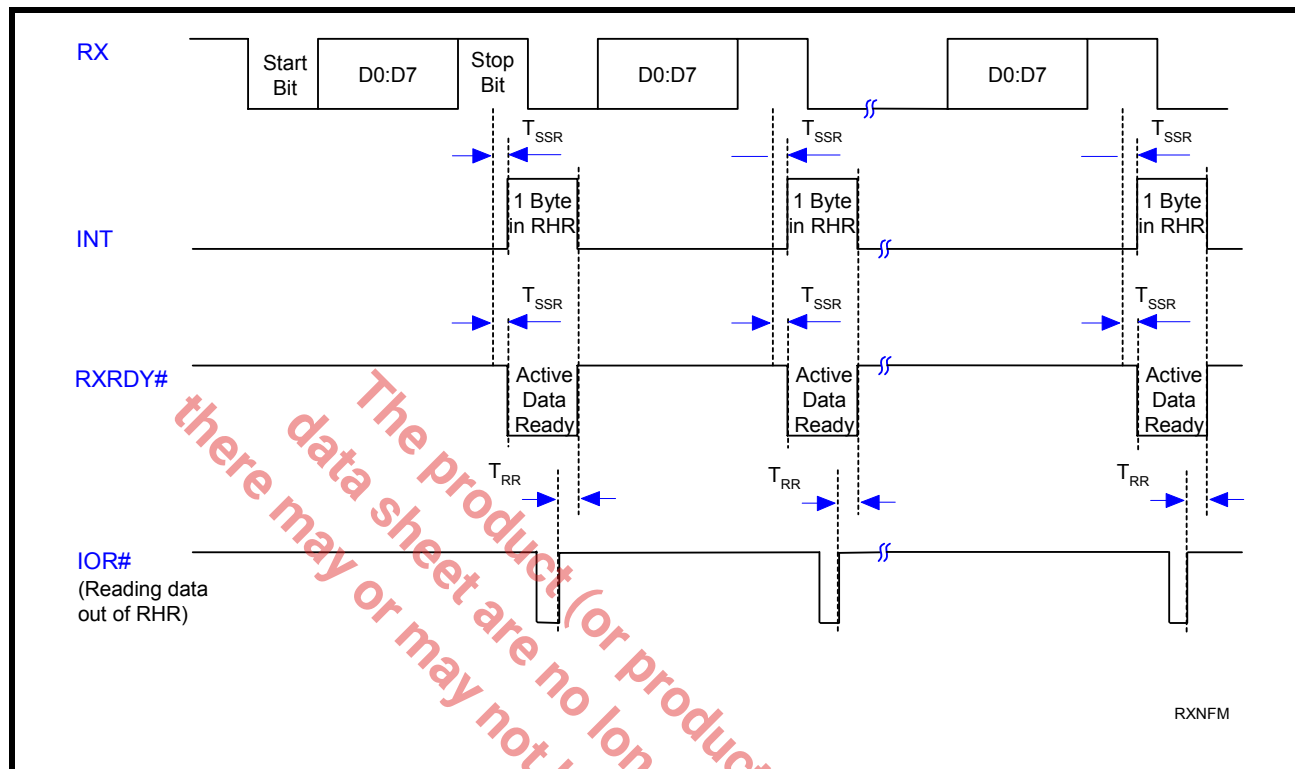 RX
Start
Bit
D0:D7
Stop
Bit
D0:D7
D0:D7
TSSR
TSSR
TSSR
INT
1 Byte
in RHR
1 Byte
in RHR
1 Byte
in RHR
TSSR
TSSR
TSSR
RXRDY#
Active
Data
Ready
Active
Data
Ready
Active
Data
Ready
TRR
TRR
TRR
IOR#
(Reading data
out of RHR)
The product (or product
data sheet are no lon
there may or may not
RXNFM